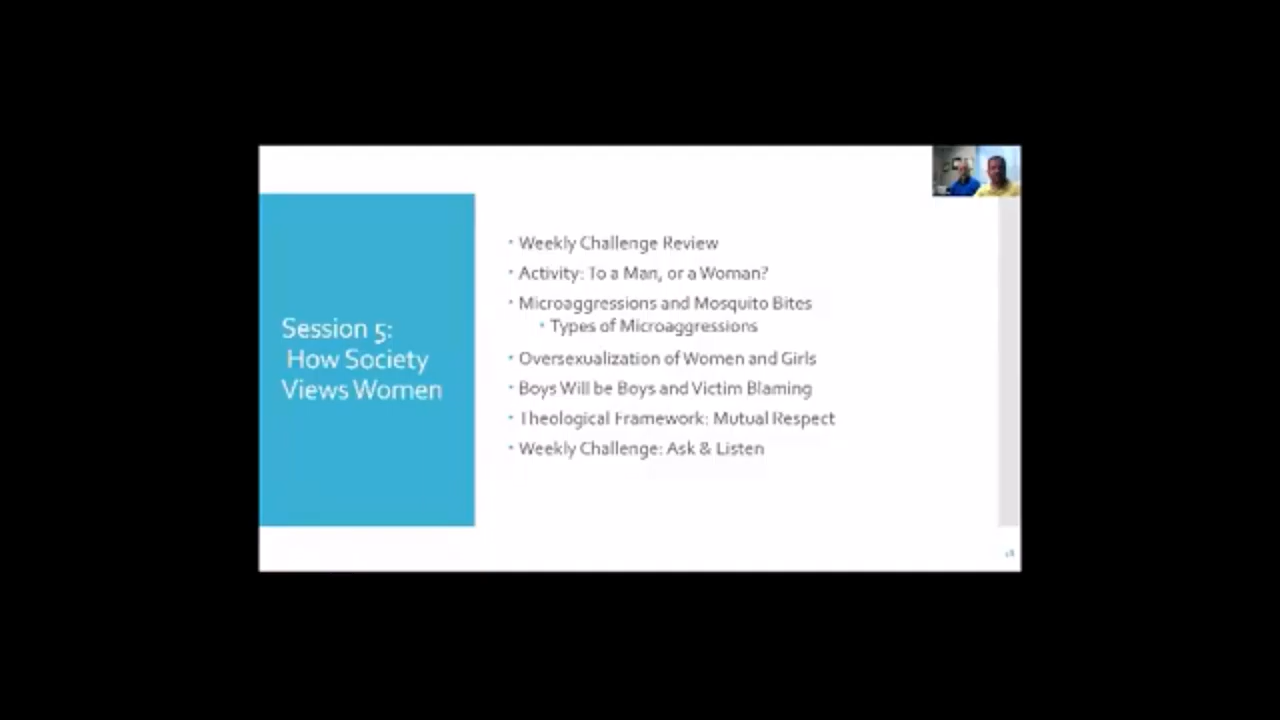 Session 5:
How Society
Views Women
Weekly Challenge Review
Activity: To a Man, or a Woman?
Microaggressions and Mosquito Bites
Types of Microaggressions
Oversexualization of Women and Girls
Boys Will be Boys and Victim Blaming
Theological Framework: Mutual Respect
Weekly Challenge: Ask & Listen